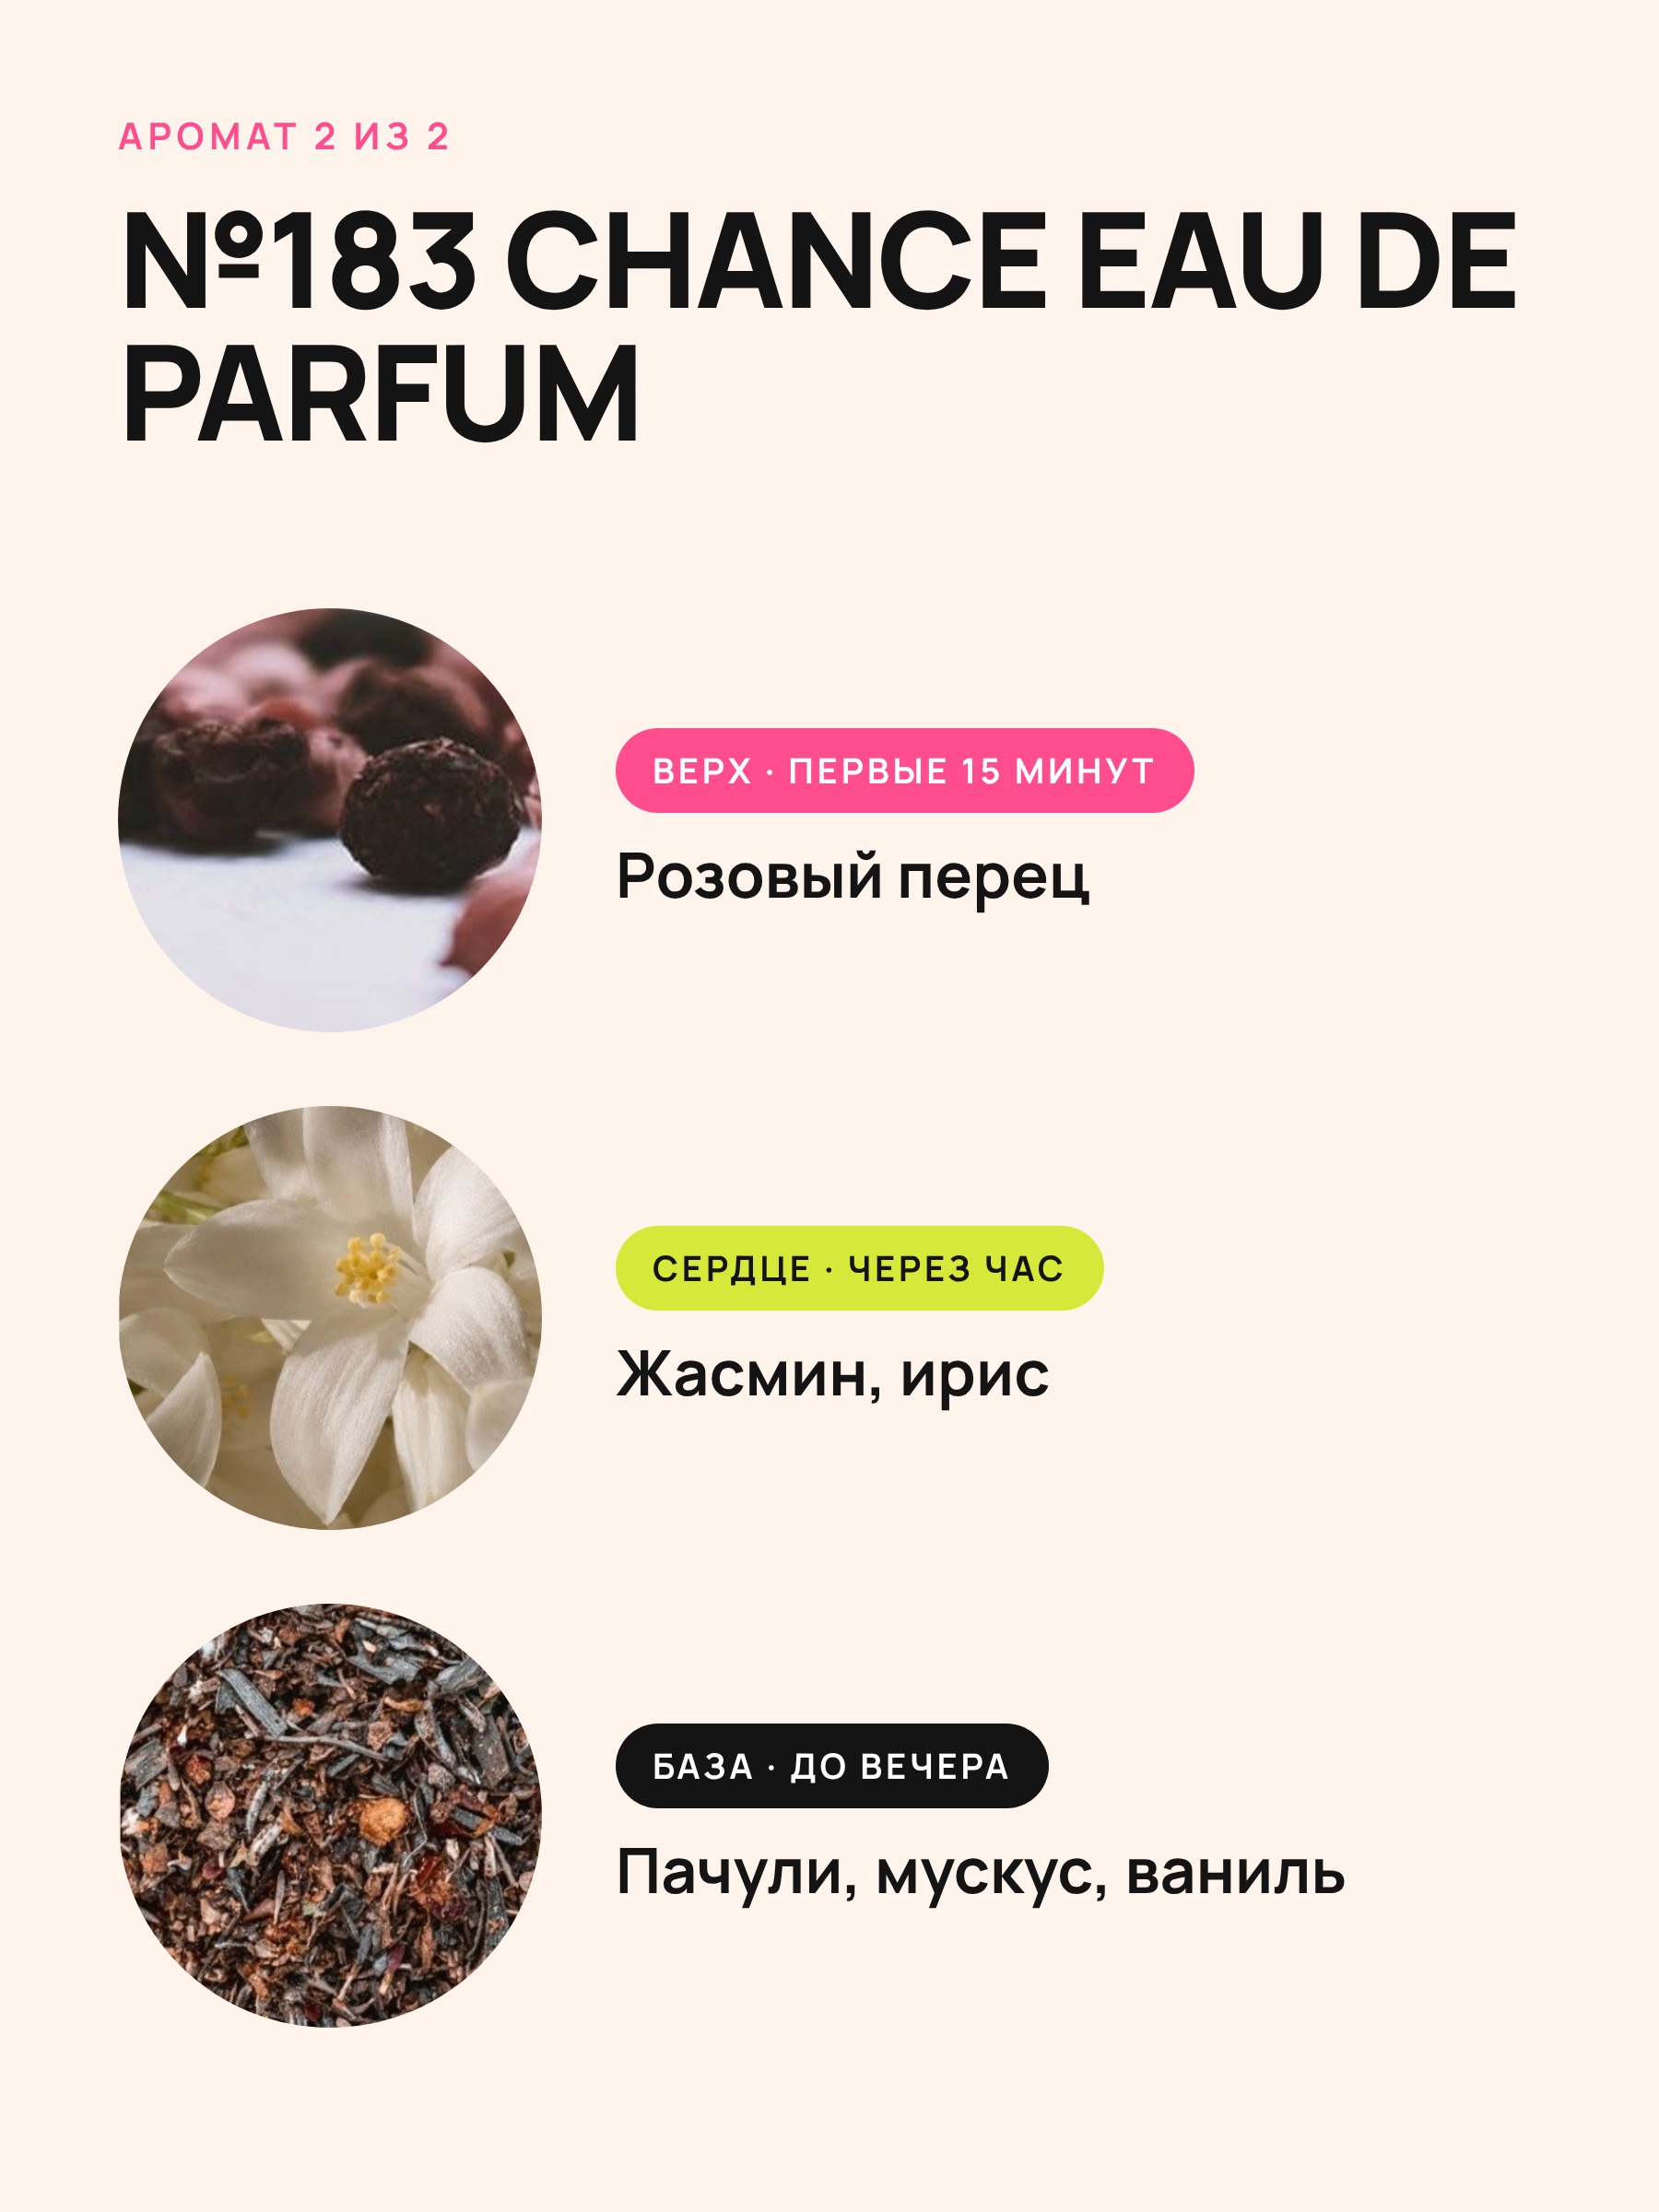 АРОМАТ 2 ИЗ 2
№183 CHANCE EAU DE
PARFUM
ВЕРХ · ПЕРВЫЕ 15 МИНУТ
Розовый перец
СЕРДЦЕ · ЧЕРЕЗ ЧАС
Жасмин, ирис
БАЗА · ДО ВЕЧЕРА
Пачули, мускус, ваниль